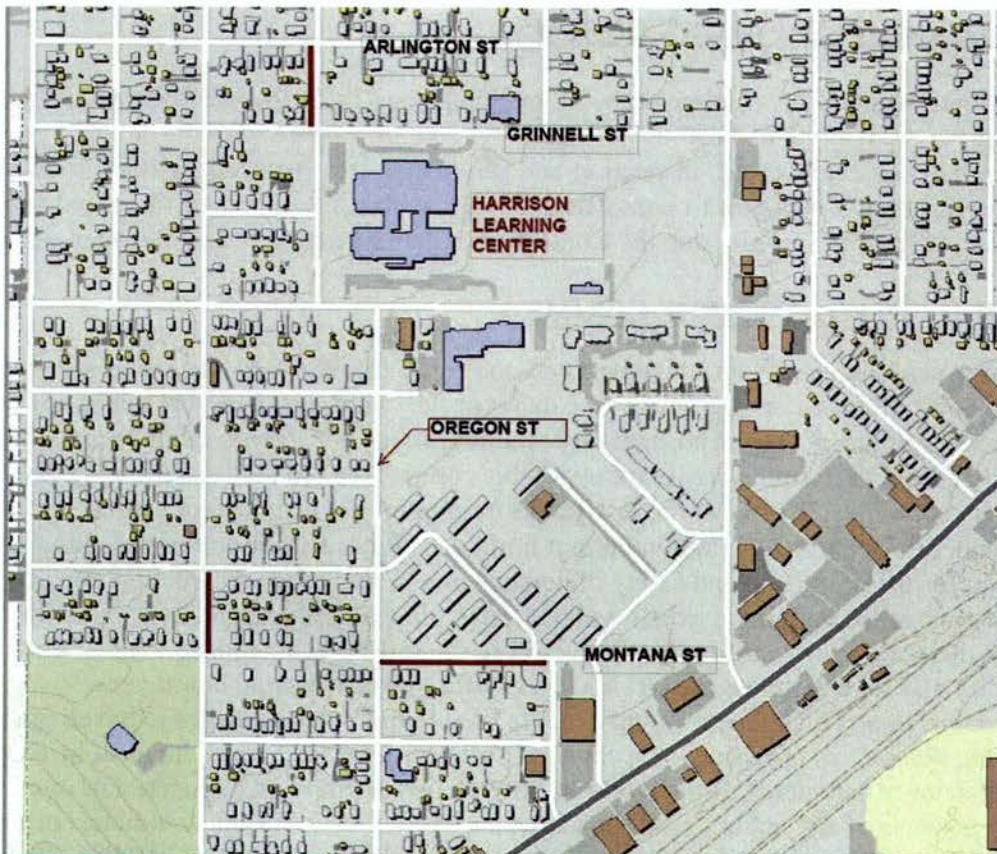 ARLINGTON ST
GRINNELL ST
HARRISON
LEARNING
CENTER
OREGON ST
MONTANA ST